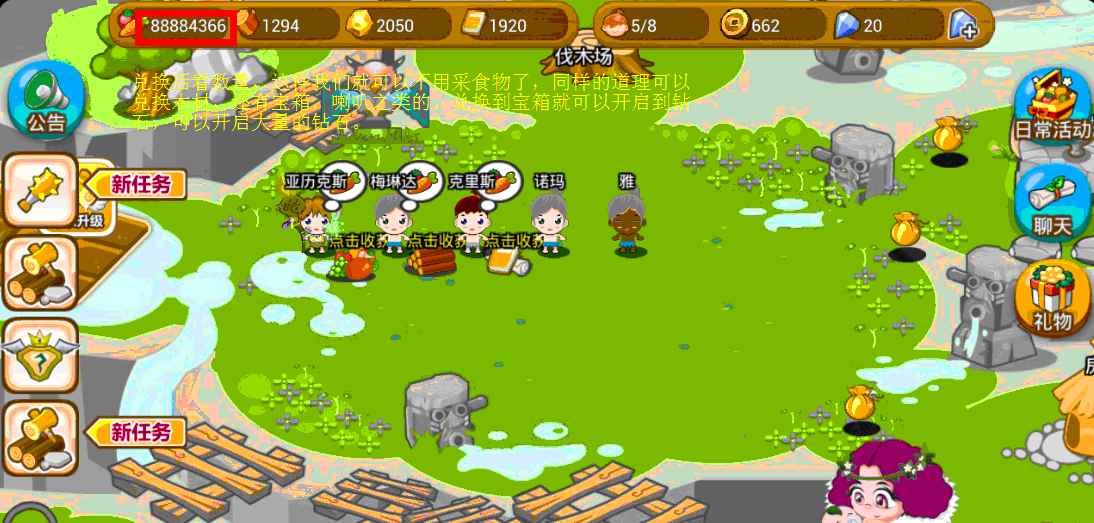 88884366
1294
2050
1920
5/8
662
20
伐木场
兑换后看数量，这样我们就可以不用采食物了，同样的道理可以
兑换木材，还有宝箱，喇叭之类的，兑换到宝箱就可以开启到钻
石，可以开启大量的钻石。
公告
日常活动
新任务
升级
亚历克斯
梅琳达
克里斯
诺玛
雅
聊天
点击收获
点击收获
点击收获
礼物
新任务